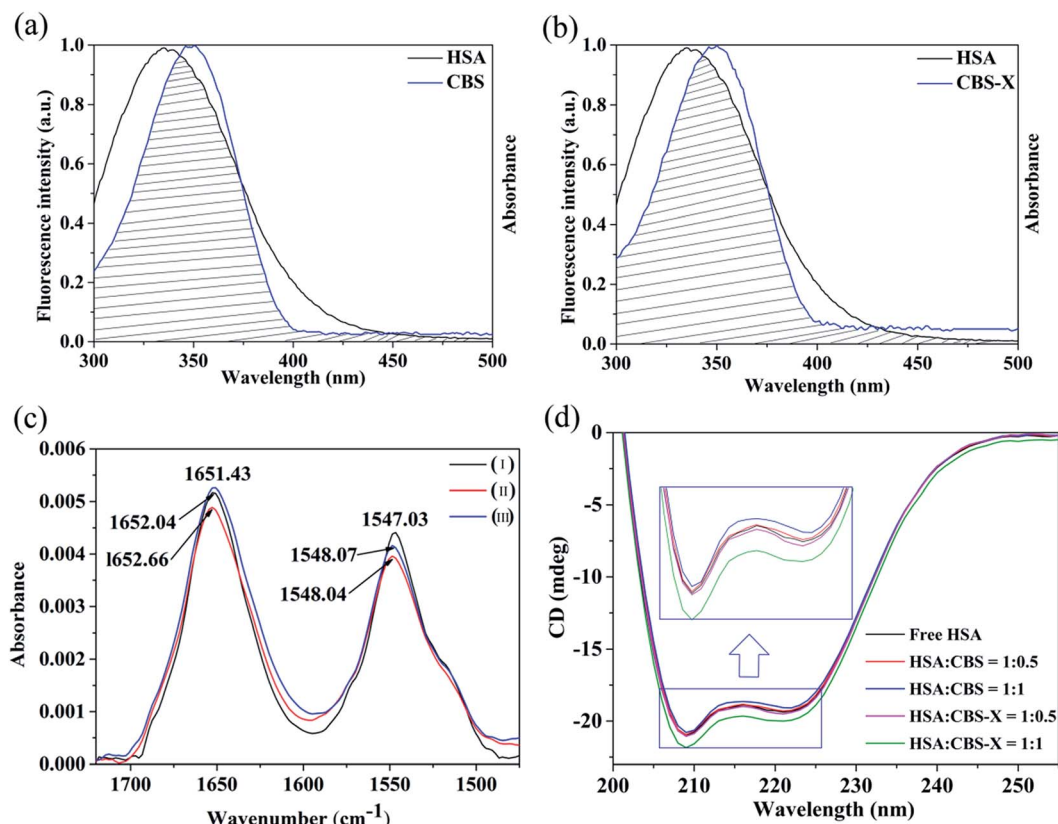 (a)
1.0
0.8
0.6
0.4
0.2
0.0
Fluorescence intensity (a.u.)
HSA
CBS
Absorbance
300 350 400 450 500
Wavelength (nm)
(b)
1.0
0.8
0.6
0.4
0.2
0.0
Fluorescence intensity (a.u.)
HSA
CBS-X
Absorbance
300 350 400 450 500
Wavelength (nm)
(c)
0.006
0.005
0.004
0.003
0.002
0.001
0.000
Absorbance
1651.43
1652.04
l652.66
1547.03
1548.07
1548.04
(I)
(II)
(III)
1700 1650 1600 1550 1500
Wavenumber (cm-1)
(d)
0
-5
-10
-15
-20
CD (mdeg)
Free HSA
HSA:CBS = 1:0.5
HSA:CBS = 1:1
HSA:CBS-X = 1:0.5
HSA:CBS-X = 1:1
200 210 220 230 240 250
Wavelength (nm)